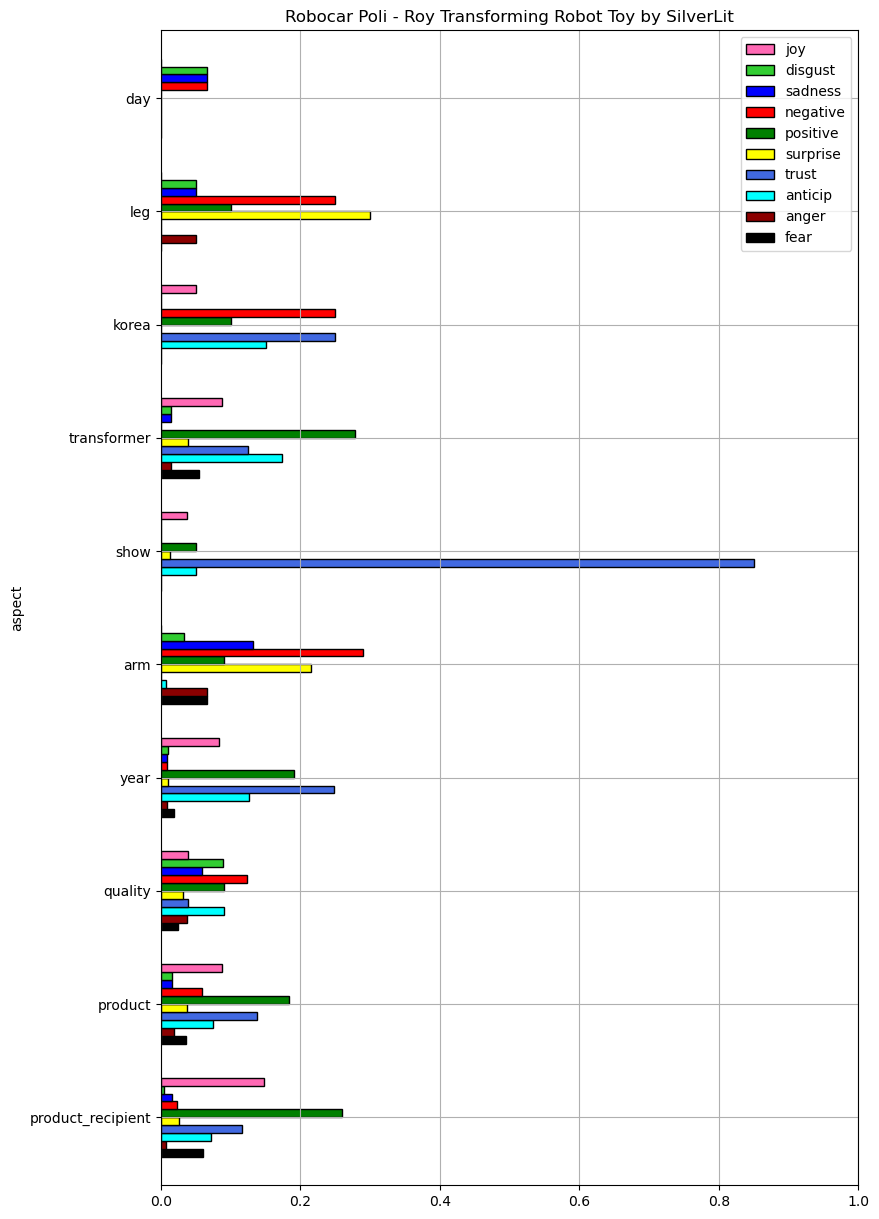 Robocar Poli - Roy Transforming Robot Toy by SilverLit
joy
disgust
sadness
negative
positive
surprise
trust
anticip
anger
fear
aspect
day
leg
korea
transformer
show
arm
year
quality
product
product_recipient
0.0 0.2 0.4 0.6 0.8 1.0